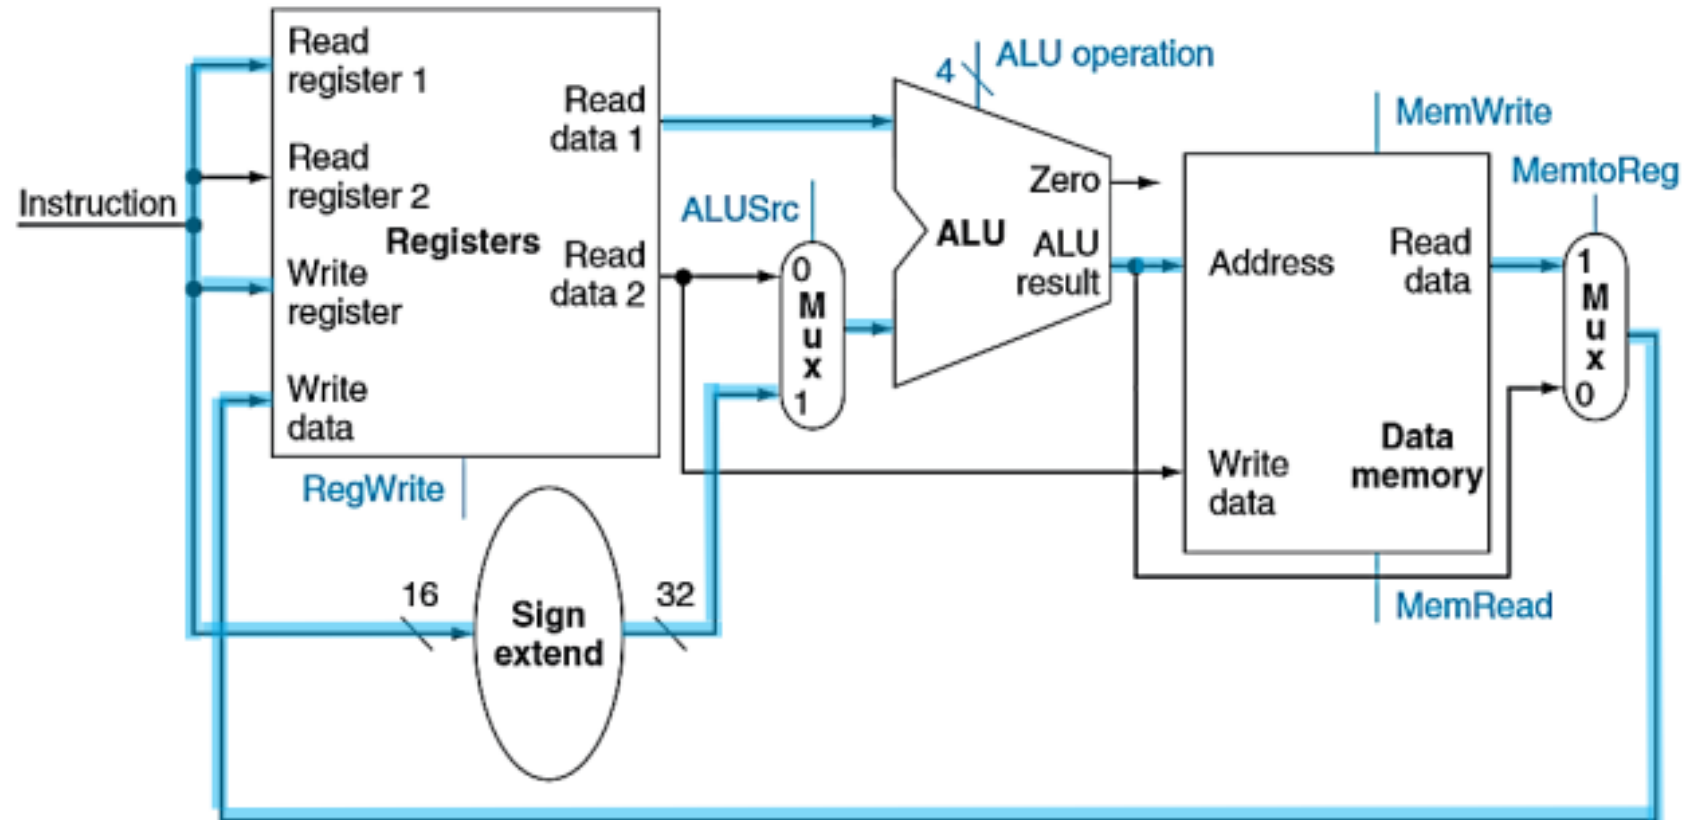 Instruction
Read
register 1
Read
register 2
Registers
Write
register
Write
data
Read
data 1
Read
data 2
RegWrite
16
Sign
extend
32
ALUSrc
0
M
u
x
1
4
ALU operation
ALU
Zero
ALU
result
MemWrite
Address
Read
data
Write
data
Data
memory
MemRead
MemtoReg
1
M
u
x
0